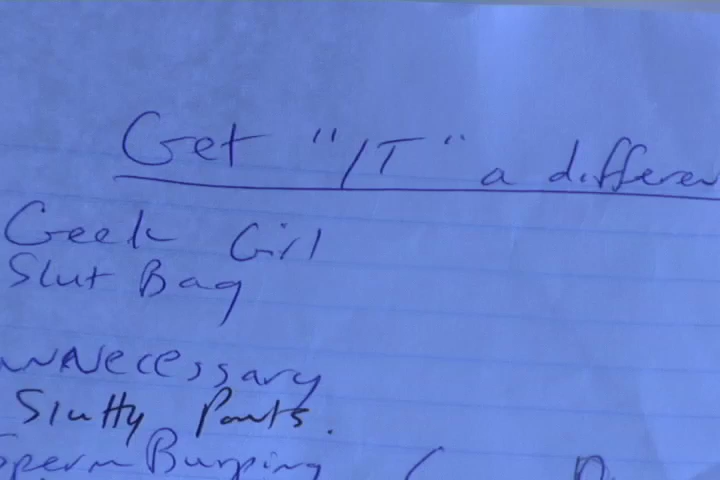 Get "IT" a differen
Geek Girl
Slut Bag
unnecessary
Slutty Pants.
Sperm Burping